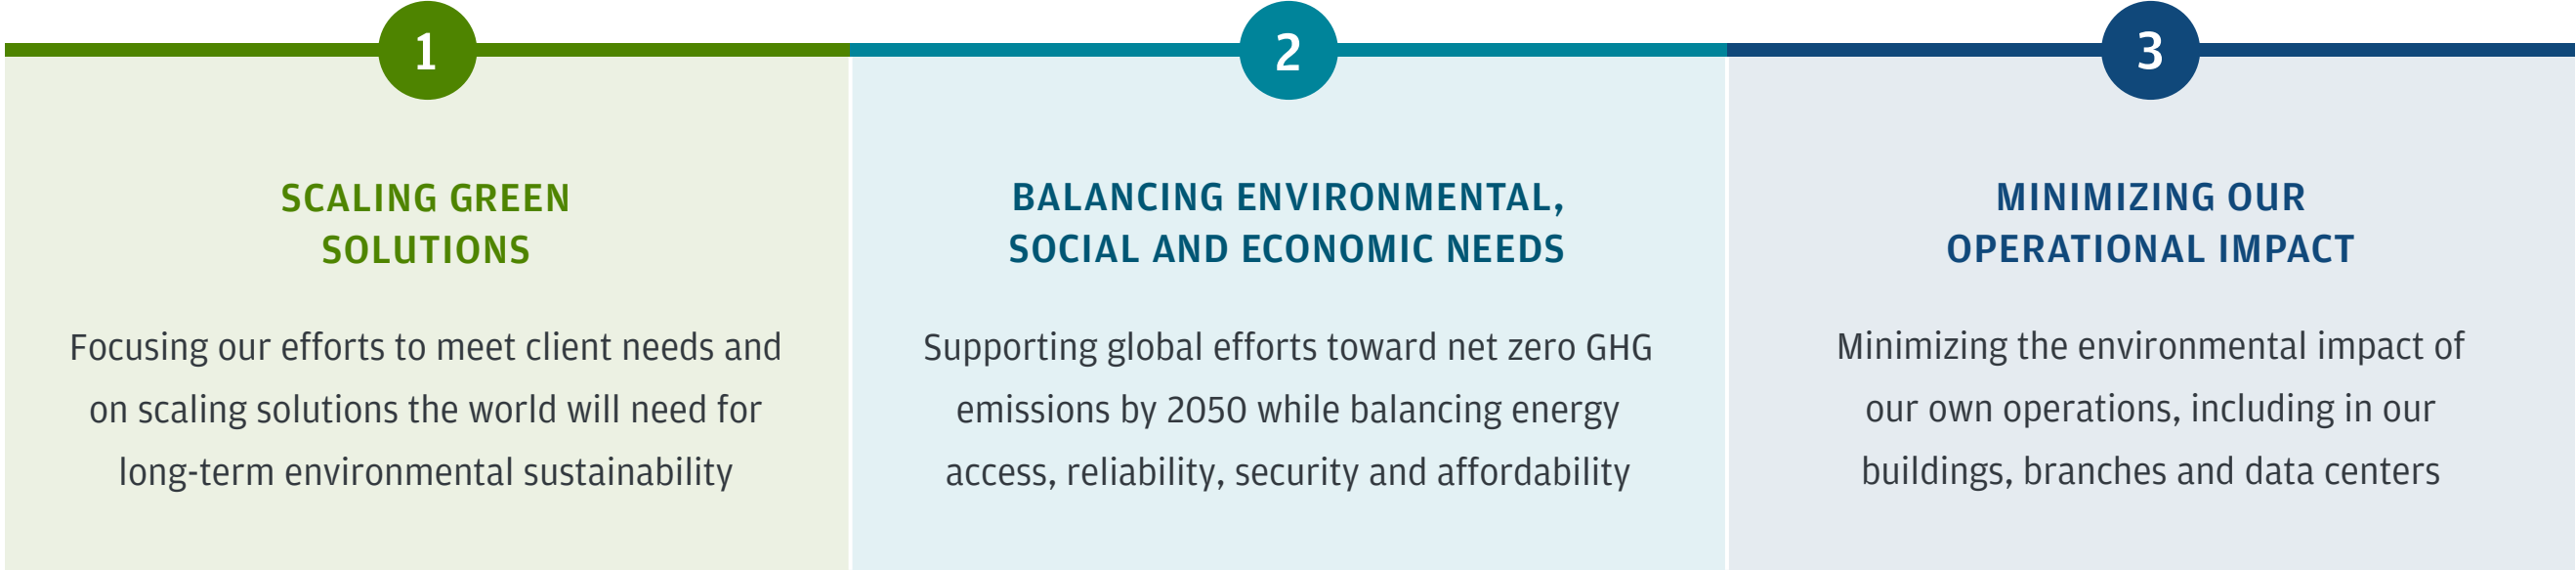 1
SCALING GREEN
SOLUTIONS
Focusing our efforts to meet client needs and
on scaling solutions the world will need for
long-term environmental sustainability
2
BALANCING ENVIRONMENTAL,
SOCIAL AND ECONOMIC NEEDS
Supporting global efforts toward net zero GHG
emissions by 2050 while balancing energy
access, reliability, security and affordability
3
MINIMIZING OUR
OPERATIONAL IMPACT
Minimizing the environmental impact of
our own operations, including in our
buildings, branches and data centers